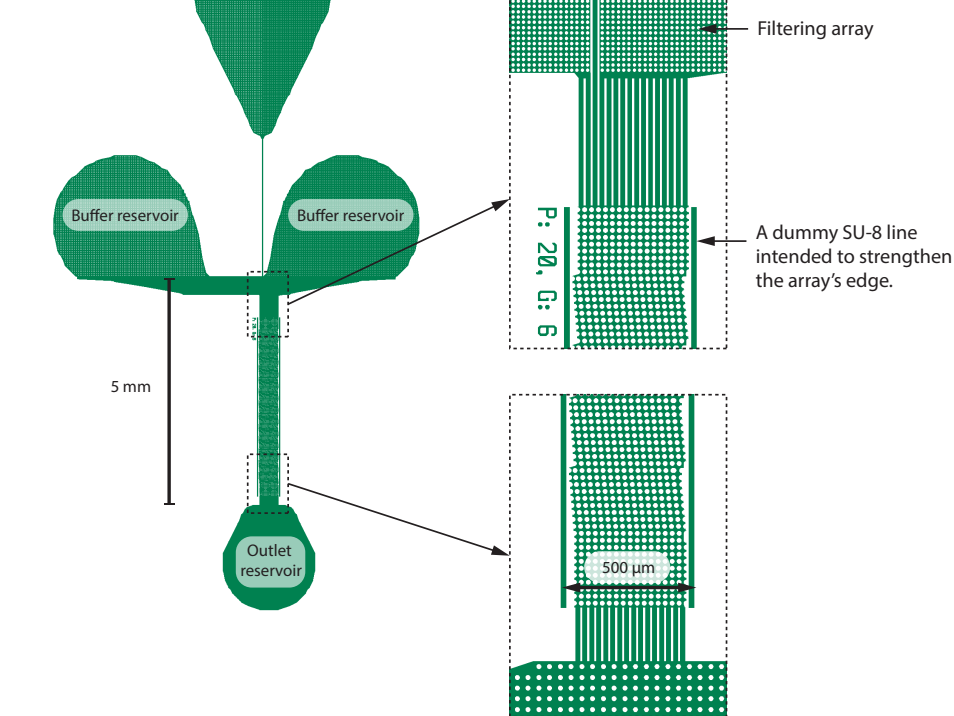 Filtering array
Buffer reservoir
Buffer reservoir
P: 20, G: 6
A dummy SU-8 line
intended to strengthen
the array's edge.
5 mm
Outlet
reservoir
500 µm